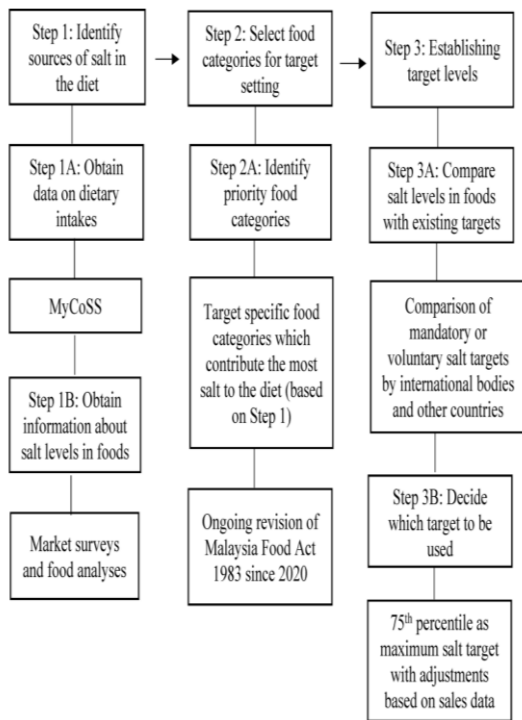 Step 1: Identify
sources of salt in
the diet
Step 1A: Obtain
data on dietary
intakes
MyCoSS
Step 1B: Obtain
information about
salt levels in foods
Market surveys
and food analyses
Step 2: Select food
categories for target
setting
Step 2A: Identify
priority food
categories
Target specific food
categories which
contribute the most
salt to the diet (based
on Step 1)
Ongoing revision of
Malaysia Food Act
1983 since 2020
Step 3: Establishing
target levels
Step 3A: Compare
salt levels in foods
with existing targets
Comparison of
mandatory or
voluntary salt targets
by international bodies
and other countries
Step 3B: Decide
which target to be
used
75th percentile as
maximum salt target
with adjustments
based on sales data